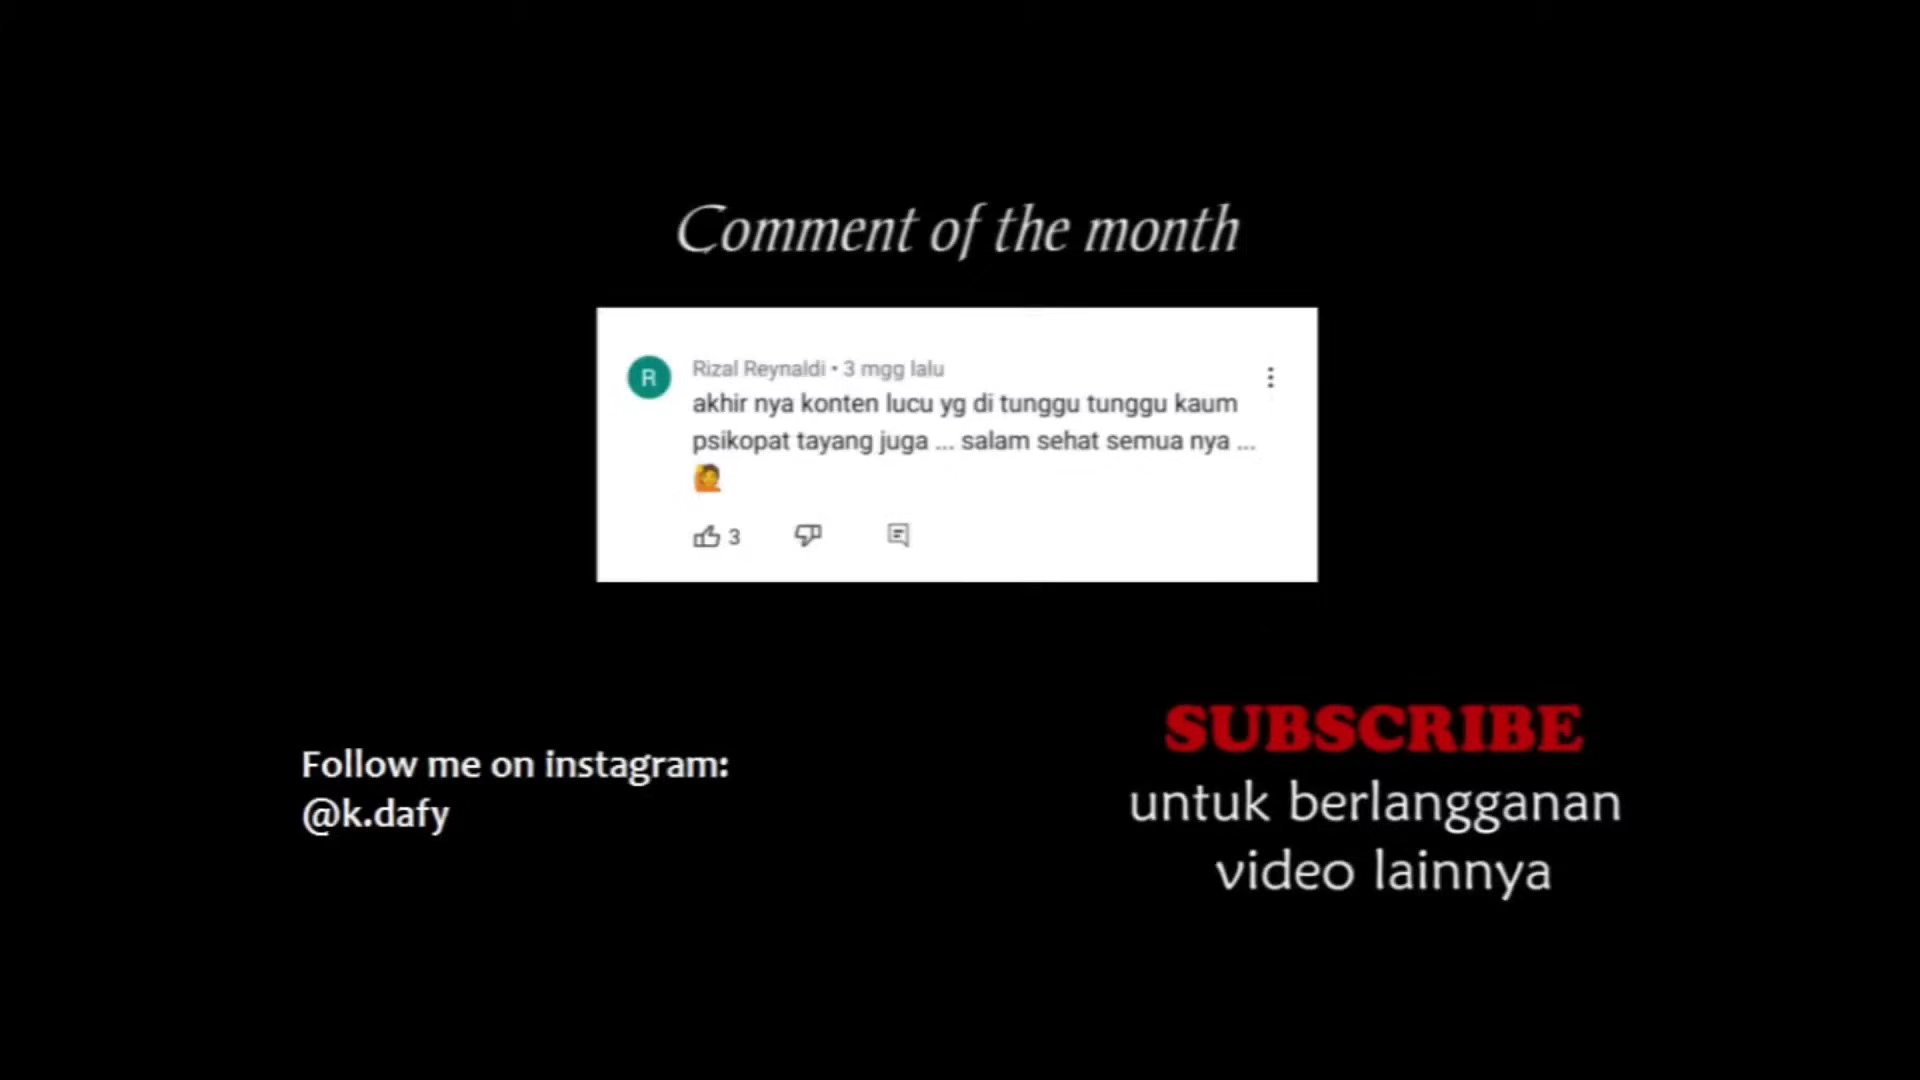 Comment of the month
R
Rizal Reynaldi • 3 mgg lalu
akhir nya konten lucu yg di tunggu tunggu kaum
psikopat tayang juga ... salam sehat semua nya ...
🙋
3
Follow me on instagram:
@k.dafy
SUBSCRIBE
untuk berlangganan
video lainnya